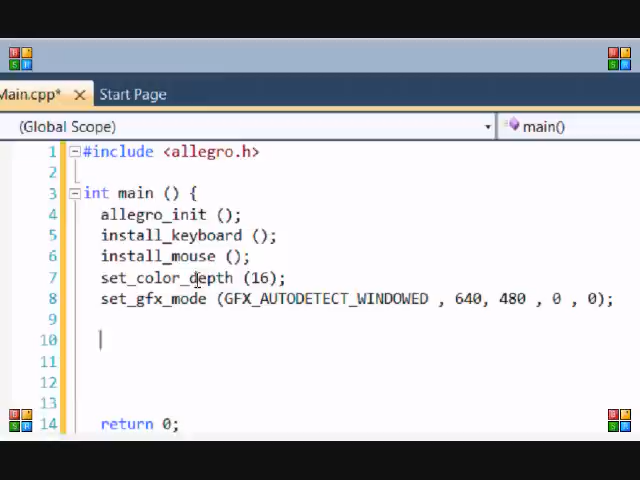 Main.cpp* Start Page
(Global Scope) main()
1 #include <allegro.h>
2
3 int main () {
4 allegro_init ();
5 install_keyboard ();
6 install_mouse ();
7 set_color_depth (16);
8 set_gfx_mode (GFX_AUTODETECT_WINDOWED , 640, 480 , 0 , 0);
9
10
11
12
13
14 return 0;